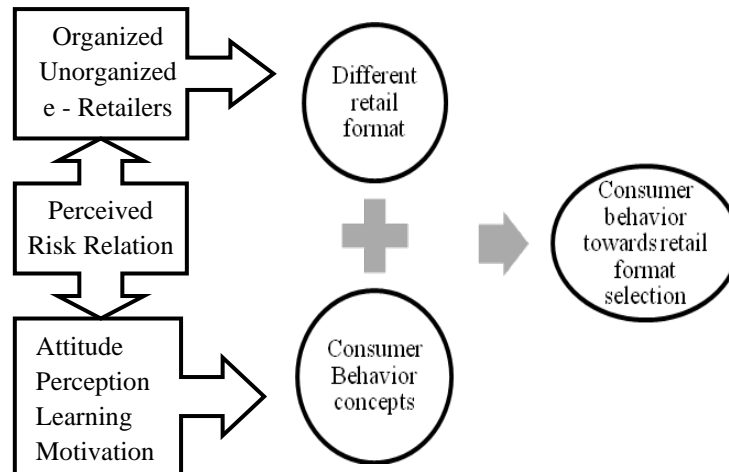 Organized
Unorganized
e - Retailers
Different
retail
format
Perceived
Risk Relation
Consumer
behavior
towards retail
format
selection
Attitude
Perception
Learning
Motivation
Consumer
Behavior
concepts